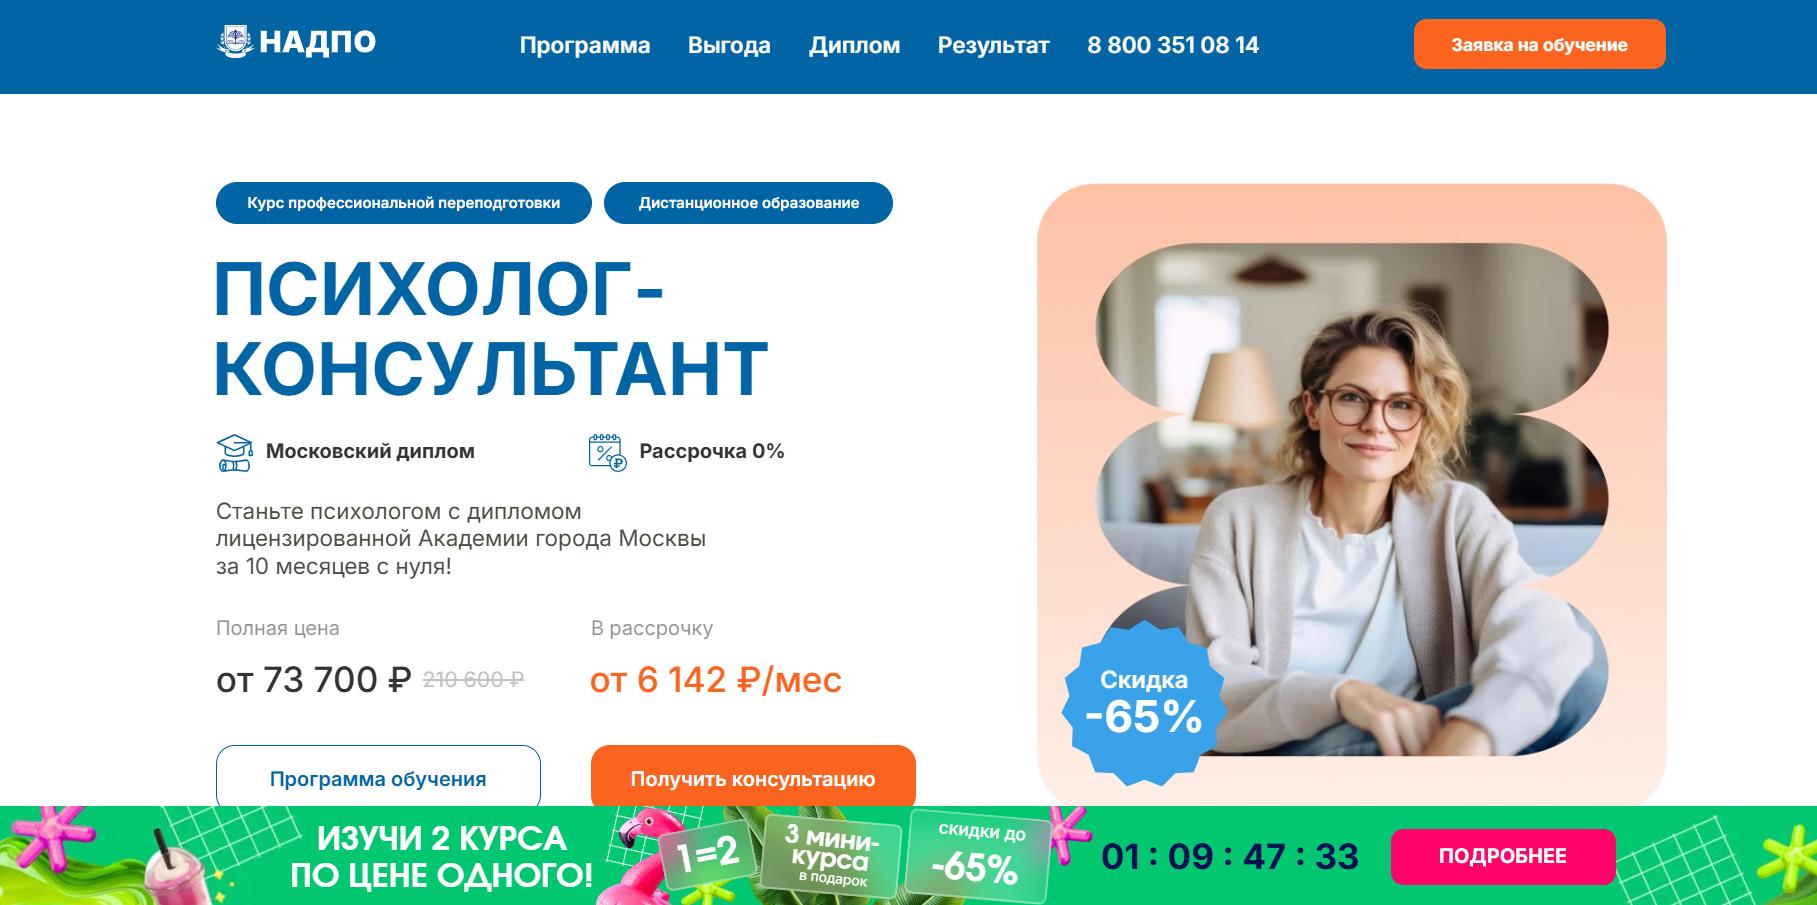 НАДПО
Программа
Выгода
Диплом
Результат
8 800 351 08 14
Заявка на обучение
Курс профессиональной переподготовки
Дистанционное образование
ПСИХОЛОГ-
КОНСУЛЬТАНТ
Московский диплом
Рассрочка 0%
Станьте психологом с дипломом
лицензированной Академии города Москвы
за 10 месяцев с нуля!
Полная цена
от 73 700 ₽ 210 600 ₽
В рассрочку
от 6 142 ₽/мес
Программа обучения
Получить консультацию
Скидка
-65%
ИЗУЧИ 2 КУРСА
ПО ЦЕНЕ ОДНОГО!
1=2
3 мини-
курса
в подарок
скидки до
-65%
01 : 09 : 47 : 33
ПОДРОБНЕЕ